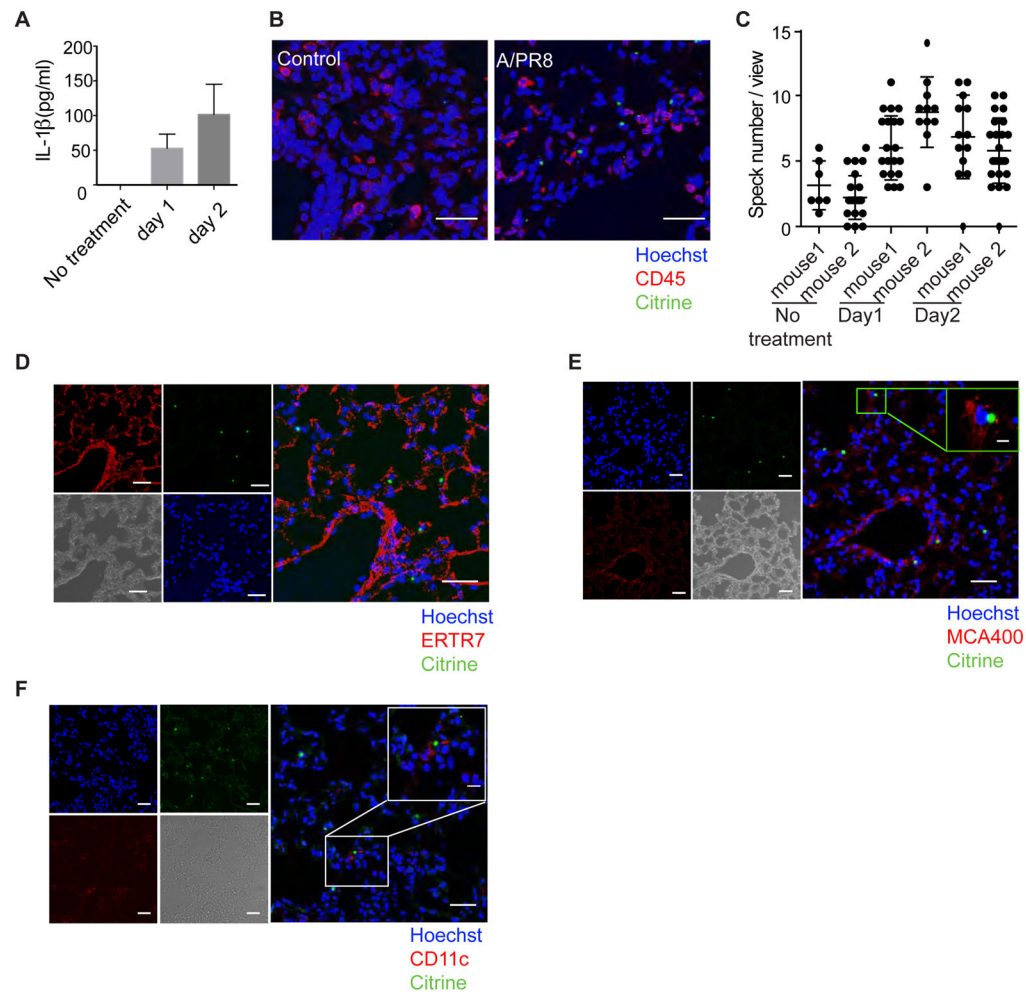 A
200
150
100
50
0
IL-1β(pg/ml)
No treatment
day 1
day 2
B
Control
A/PR8
Hoechst
CD45
Citrine
C
15
10
5
0
Speck number / view
mouse1
mouse 2
mouse1
mouse 2
mouse1
mouse 2
No treatment
Day1
Day2
D
Hoechst
ERTR7
Citrine
E
Hoechst
MCA400
Citrine
F
Hoechst
CD11c
Citrine